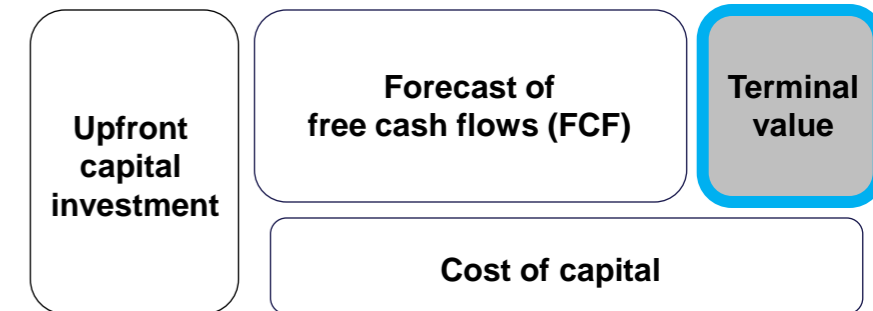 Upfront
capital
investment
Forecast of
free cash flows (FCF)
Terminal
value
Cost of capital